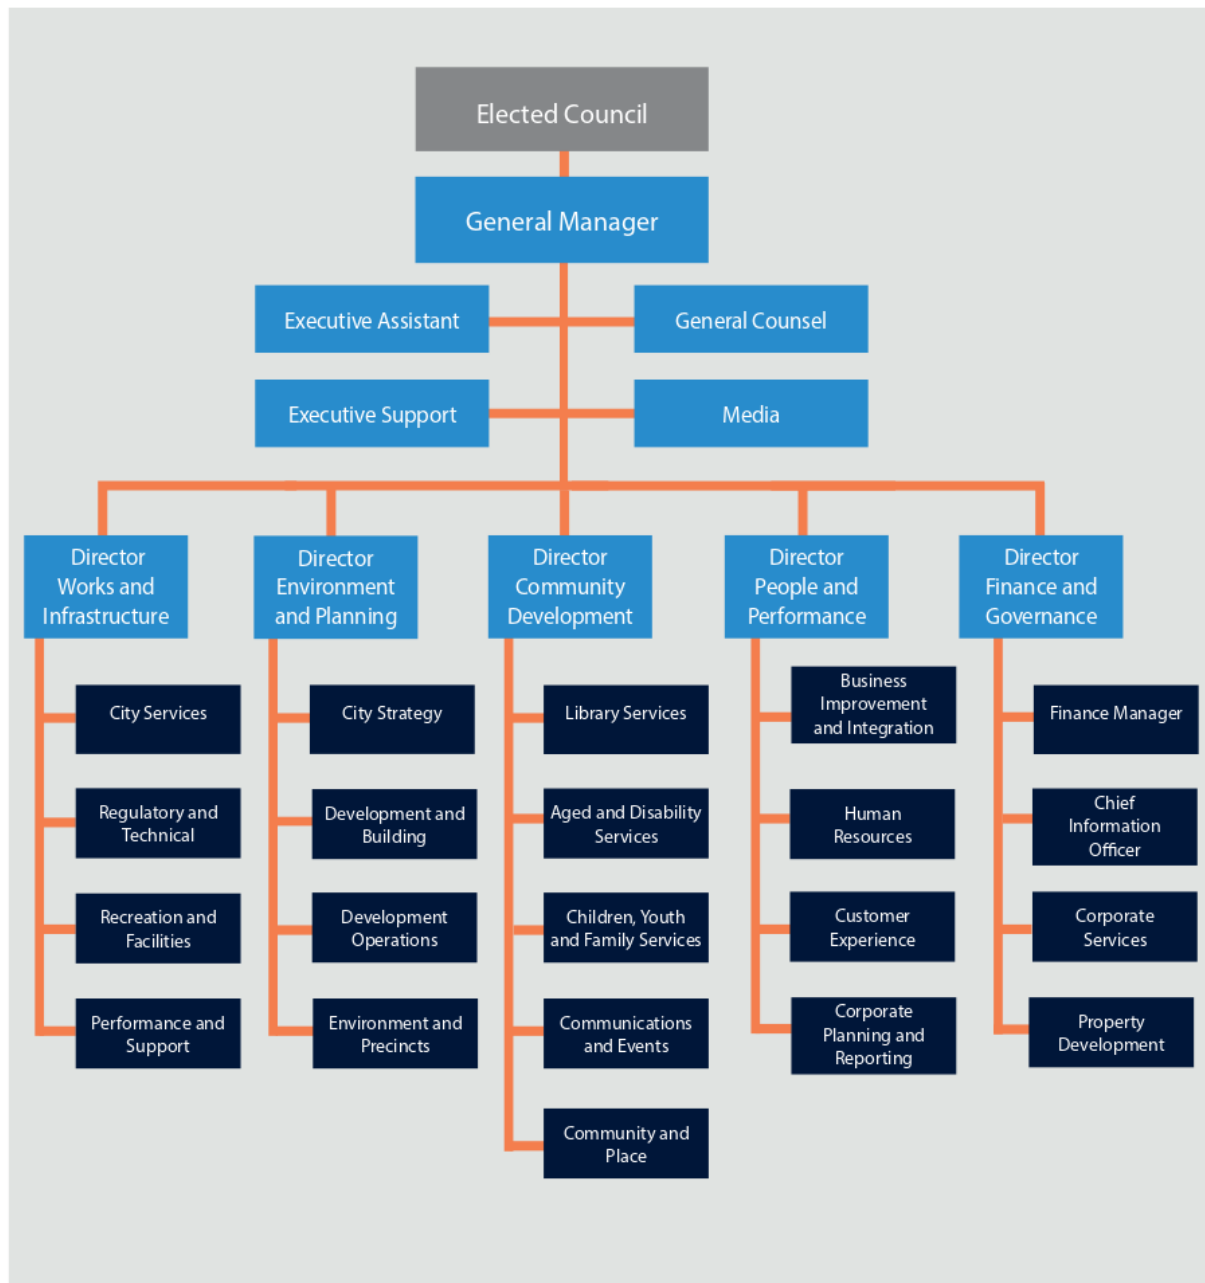 Elected Council
General Manager
Executive Assistant
General Counsel
Executive Support
Media
Director
Works and
Infrastructure
Director
Environment
and Planning
Director
Community
Development
Director
People and
Performance
Director
Finance and
Governance
City Services
Regulatory and
Technical
Recreation and
Facilities
Performance and
Support
City Strategy
Development and
Building
Development
Operations
Environment and
Precincts
Library Services
Aged and Disability
Services
Children, Youth
and Family Services
Communications
and Events
Community and
Place
Business
Improvement
and Integration
Human
Resources
Customer
Experience
Corporate
Planning and
Reporting
Finance Manager
Chief
Information
Officer
Corporate
Services
Property
Development